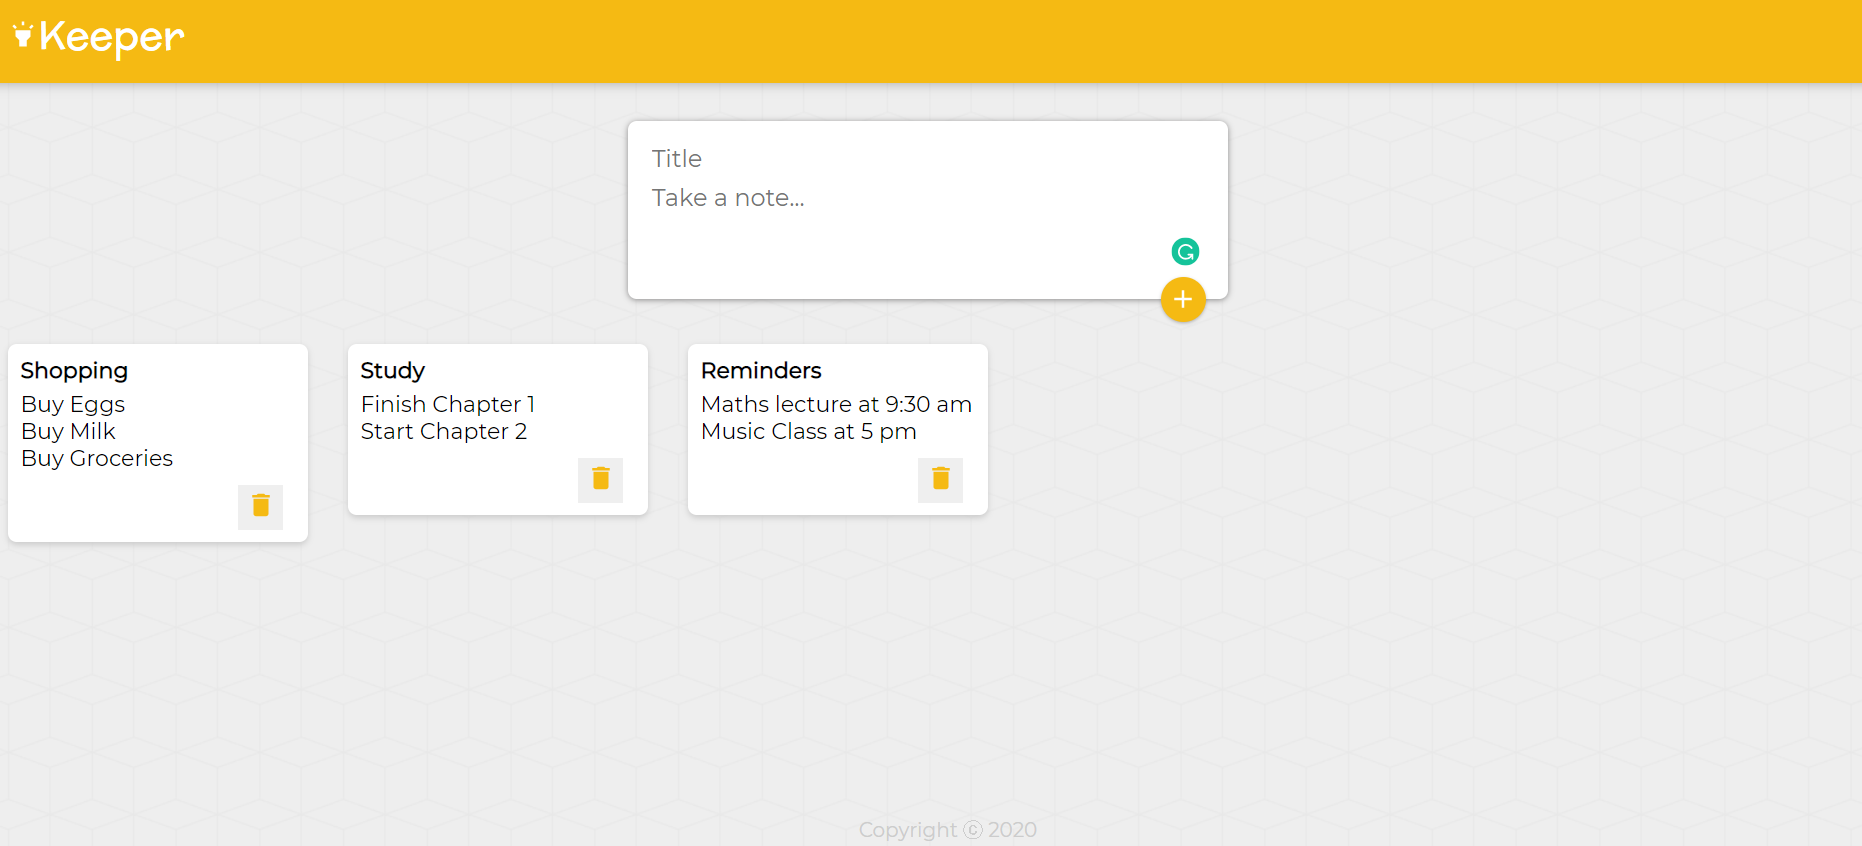 Keeper
Title
Take a note...
Shopping
Buy Eggs
Buy Milk
Buy Groceries
Study
Finish Chapter 1
Start Chapter 2
Reminders
Maths lecture at 9:30 am
Music Class at 5 pm
Copyright ⓒ 2020